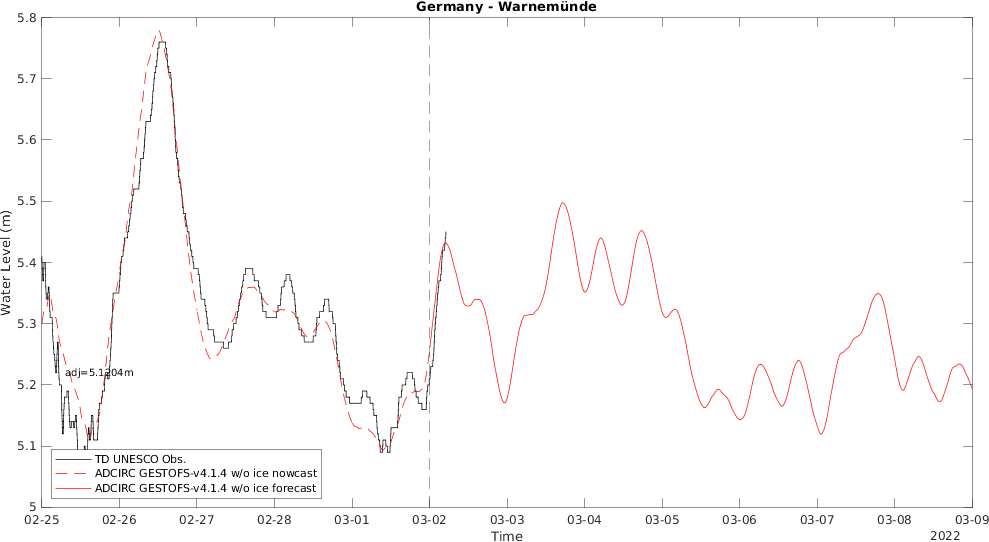 Germany - Warnemünde
Water Level (m)
5.8
5.7
5.6
5.5
5.4
5.3
5.2
5.1
5
adj=5.1204m
TD UNESCO Obs.
ADCIRC GESTOFS-v4.1.4 w/o ice nowcast
ADCIRC GESTOFS-v4.1.4 w/o ice forecast
02-25 02-26 02-27 02-28 03-01 03-02 03-03 03-04 03-05 03-06 03-07 03-08 03-09
Time
2022